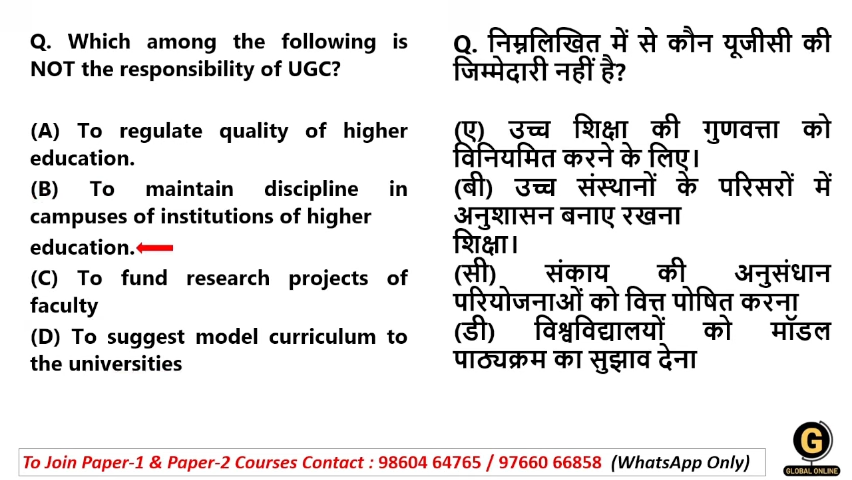 Q. Which among the following is
NOT the responsibility of UGC?
(A) To regulate quality of higher
education.
(B) To maintain discipline in
campuses of institutions of higher
education.
(C) To fund research projects of
faculty
(D) To suggest model curriculum to
the universities
Q. निम्नलिखित में से कौन यूजीसी की
जिम्मेदारी नहीं है?
(ए) उच्च शिक्षा की गुणवत्ता को
विनियमित करने के लिए।
(बी) उच्च संस्थानों के परिसरों में
अनुशासन बनाए रखना
शिक्षा।
(सी) संकाय की अनुसंधान
परियोजनाओं को वित्त पोषित करना
(डी) विश्वविद्यालयों को मॉडल
पाठ्यक्रम का सुझाव देना
G
GLOBAL ONLINE
To Join Paper-1 & Paper-2 Courses Contact : 98604 64765 / 97660 66858 (WhatsApp Only)